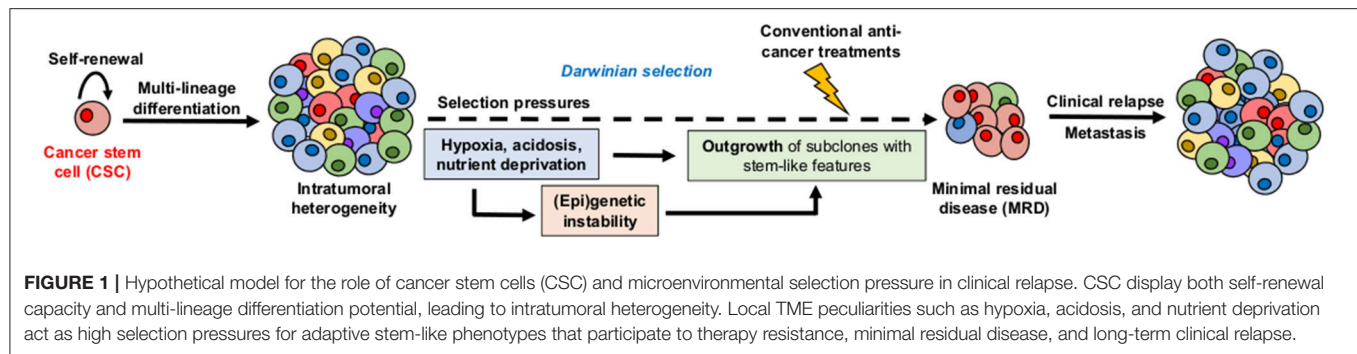 Self-renewal
Multi-lineage
differentiation
Cancer stem
cell (CSC)
Intratumoral
heterogeneity
Darwinian selection
Selection pressures
Hypoxia, acidosis,
nutrient deprivation
(Epi)genetic
instability
Conventional anti-
cancer treatments
Outgrowth of subclones with
stem-like features
Minimal residual
disease (MRD)
Clinical relapse
Metastasis
FIGURE 1 | Hypothetical model for the role of cancer stem cells (CSC) and microenvironmental selection pressure in clinical relapse. CSC display both self-renewal
capacity and multi-lineage differentiation potential, leading to intratumoral heterogeneity. Local TME peculiarities such as hypoxia, acidosis, and nutrient deprivation
act as high selection pressures for adaptive stem-like phenotypes that participate to therapy resistance, minimal residual disease, and long-term clinical relapse.